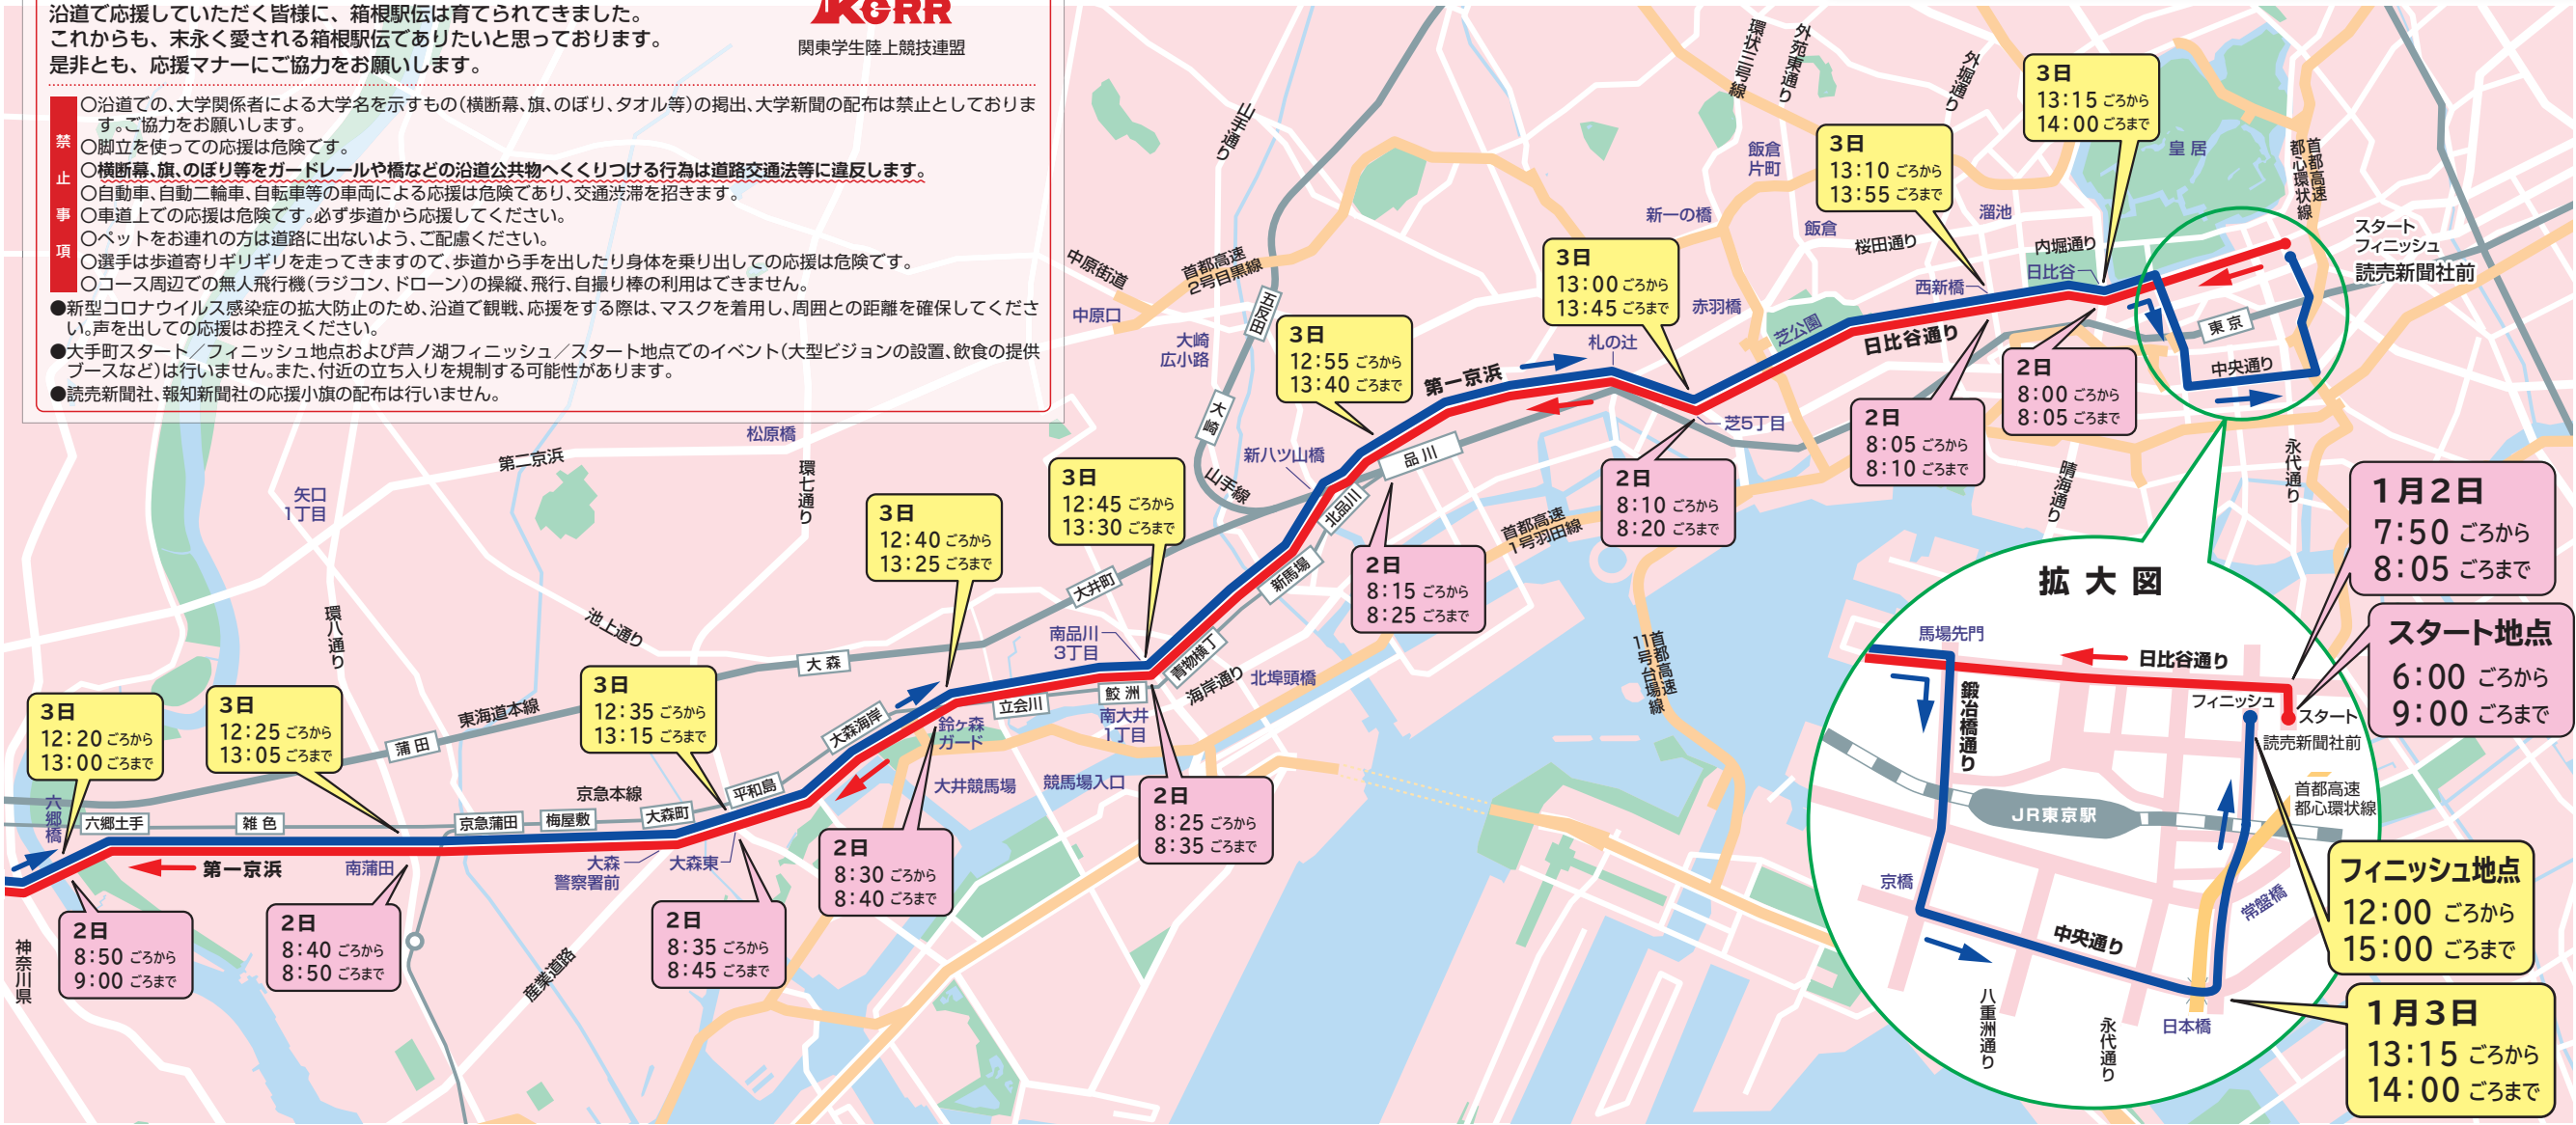 沿道で応援していただく皆様に、箱根駅伝は育てられてきました。
これからも、末永く愛される箱根駅伝でありたいと思っております。
是非とも、応援マナーにご協力をお願いします。
KGRR
関東学生陸上競技連盟
禁止事項
○沿道での、大学関係者による大学名を示すもの(横断幕、旗、のぼり、タオル等)の掲出、大学新聞の配布は禁止としておりま
す。ご協力をお願いします。
○脚立を使っての応援は危険です。
○横断幕、旗、のぼり等をガードレールや橋などの沿道公共物へくくりつける行為は道路交通法等に違反します。
○自動車、自動二輪車、自転車等の車両による応援は危険であり、交通渋滞を招きます。
○車道上での応援は危険です。必ず歩道から応援してください。
○ペットをお連れの方は道路に出ないよう、ご配慮ください。
○選手は歩道寄りギリギリを走ってきますので、歩道から手を出したり身体を乗り出しての応援は危険です。
○コース周辺での無人飛行機(ラジコン、ドローン)の操縦、飛行、自撮り棒の利用はできません。
●新型コロナウイルス感染症の拡大防止のため、沿道で観戦、応援をする際は、マスクを着用し、周囲との距離を確保してくださ
い。声を出しての応援はお控えください。
●大手町スタート/フィニッシュ地点および芦ノ湖フィニッシュ/スタート地点でのイベント(大型ビジョンの設置、飲食の提供
ブースなど)は行いません。また、付近の立ち入りを規制する可能性があります。
●読売新聞社、報知新聞社の応援小旗の配布は行いません。
山手通り
環状三号線
外苑東通り
外堀通り
3日
13:15 ごろから
14:00 ごろまで
皇居
首都高速
都心環状線
3日
13:10 ごろから
13:55 ごろまで
飯倉
片町
新一の橋
飯倉
桜田通り
溜池
内堀通り
日比谷
西新橋
スタート
フィニッシュ
読売新聞社前
中原街道
首都高速
2号目黒線
中原口
五反田
大崎
広小路
大崎
3日
13:00 ごろから
13:45 ごろまで
赤羽橋
芝公園
日比谷通り
東京
中央通り
3日
12:55 ごろから
13:40 ごろまで
札の辻
第一京浜
芝5丁目
2日
8:00 ごろから
8:05 ごろまで
2日
8:05 ごろから
8:10 ごろまで
2日
8:10 ごろから
8:20 ごろまで
晴海通り
永代通り
松原橋
第二京浜
矢口
1丁目
環七通り
新八ツ山橋
山手線
品川
北品川
首都高速
1号羽田線
新馬場
2日
8:15 ごろから
8:25 ごろまで
首都高速
11号台場線
3日
12:45 ごろから
13:30 ごろまで
3日
12:40 ごろから
13:25 ごろまで
大井町
池上通り
環八通り
大森
南品川
3丁目
青物横丁
海岸通り
北埠頭橋
鮫洲
立会川
南大井
1丁目
鈴ヶ森
ガード
大森海岸
大井競馬場
競馬場入口
2日
8:25 ごろから
8:35 ごろまで
3日
12:35 ごろから
13:15 ごろまで
3日
12:25 ごろから
13:05 ごろまで
3日
12:20 ごろから
13:00 ごろまで
東海道本線
蒲田
京急本線
平和島
大森町
梅屋敷
京急蒲田
雑色
六郷土手
六郷橋
第一京浜
南蒲田
大森
警察署前
大森東
2日
8:30 ごろから
8:40 ごろまで
2日
8:35 ごろから
8:45 ごろまで
2日
8:40 ごろから
8:50 ごろまで
2日
8:50 ごろから
9:00 ごろまで
神奈川県
産業道路
拡大図
1月2日
7:50 ごろから
8:05 ごろまで
スタート地点
6:00 ごろから
9:00 ごろまで
馬場先門
日比谷通り
鍛冶橋通り
フィニッシュ
スタート
読売新聞社前
首都高速
都心環状線
JR東京駅
京橋
中央通り
常盤橋
八重洲通り
永代通り
日本橋
フィニッシュ地点
12:00 ごろから
15:00 ごろまで
1月3日
13:15 ごろから
14:00 ごろまで